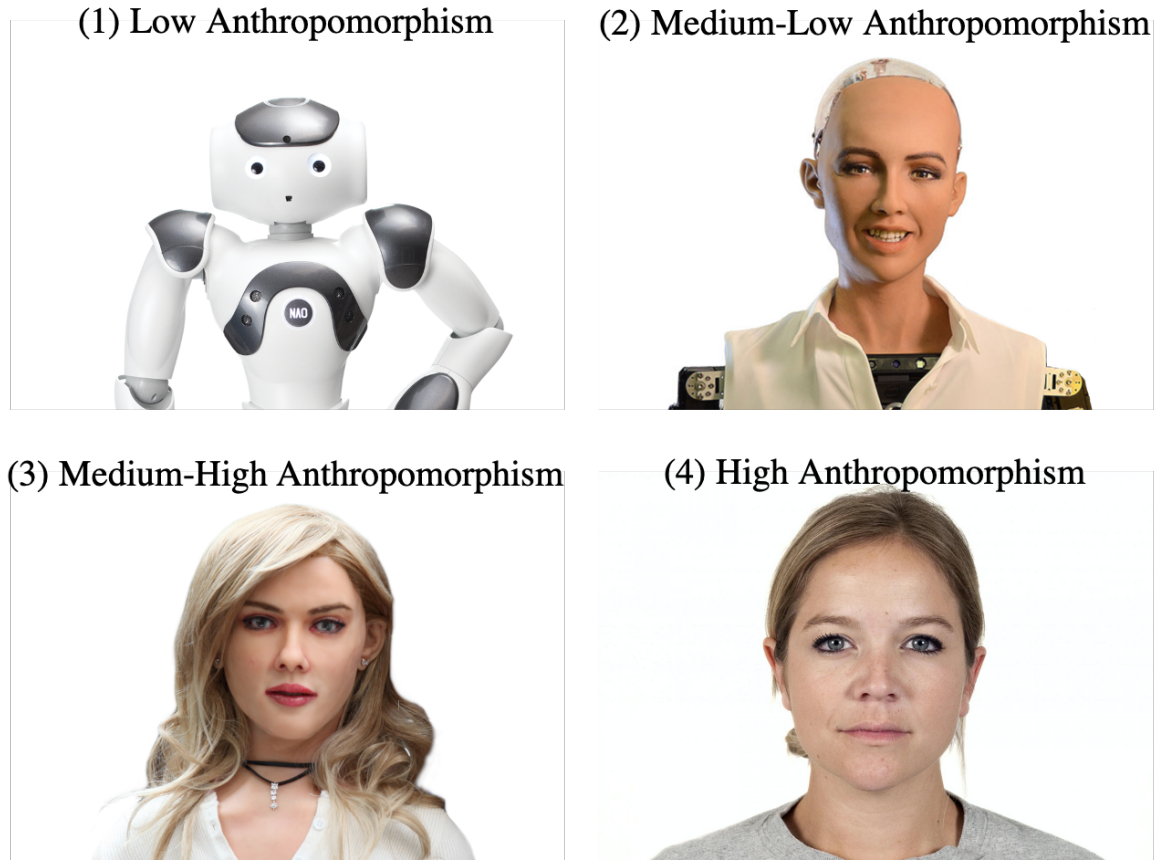 (1) Low Anthropomorphism
(2) Medium-Low Anthropomorphism
NAO
(3) Medium-High Anthropomorphism
(4) High Anthropomorphism